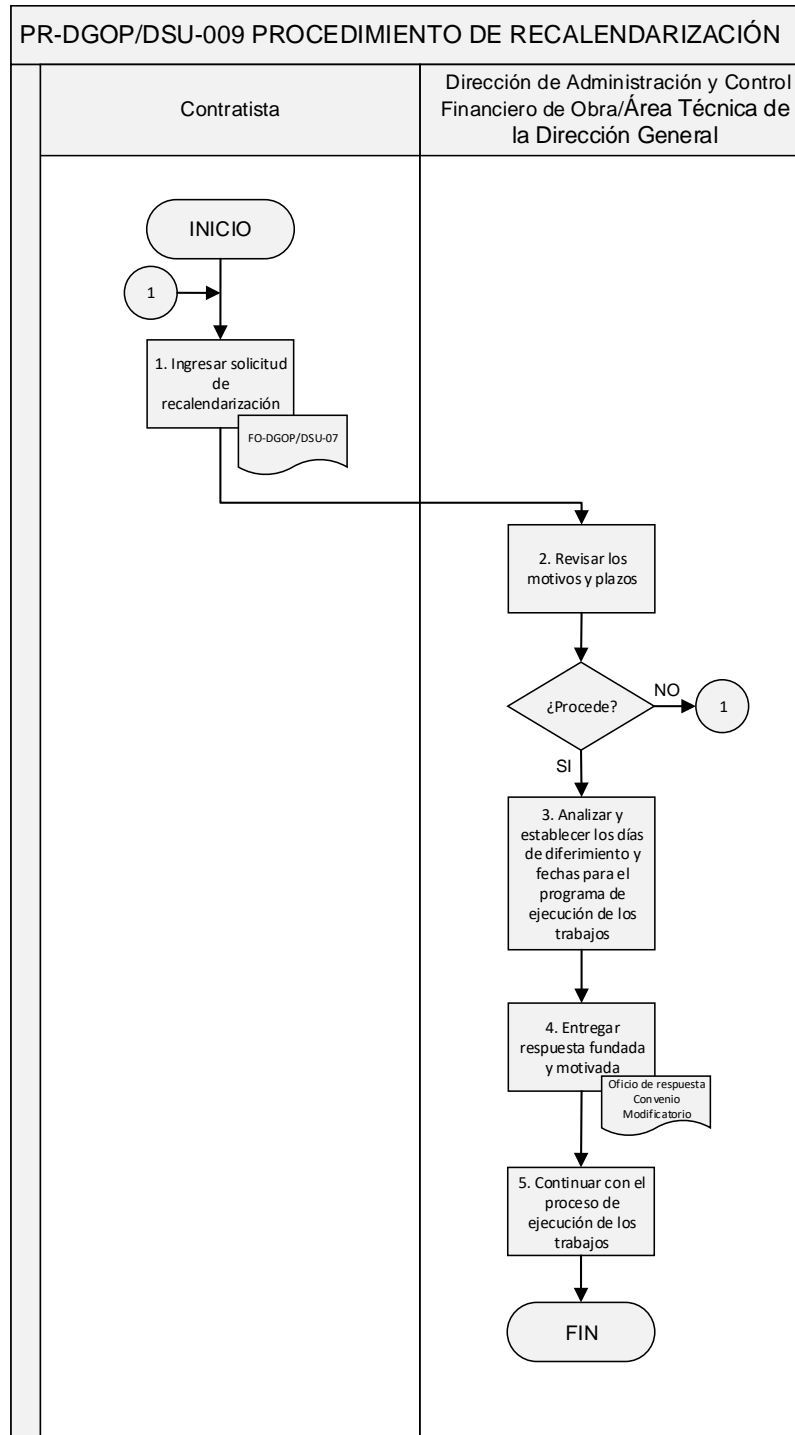 PR-DGOP/DSU-009 PROCEDIMIENTO DE RECALENDARIZACIÓN
Contratista
Dirección de Administración y Control
Financiero de Obra/Área Técnica de
la Dirección General
INICIO
1
1. Ingresar solicitud
de
recalendarización
FO-DGOP/DSU-07
2. Revisar los
motivos y plazos
¿Procede?
NO
1
SI
3. Analizar y
establecer los días
de diferimiento y
fechas para el
programa de
ejecución de los
trabajos
4. Entregar
respuesta fundada
y motivada
Oficio de respuesta
Convenio
Modificatorio
5. Continuar con el
proceso de
ejecución de los
trabajos
FIN